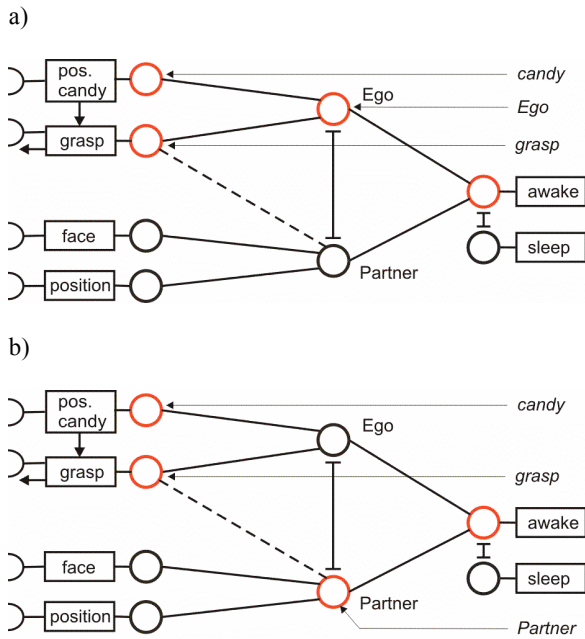 a)
pos.
candy
candy
Ego
Ego
grasp
grasp
awake
face
sleep
Partner
position
b)
pos.
candy
candy
Ego
grasp
grasp
awake
face
sleep
Partner
position
Partner